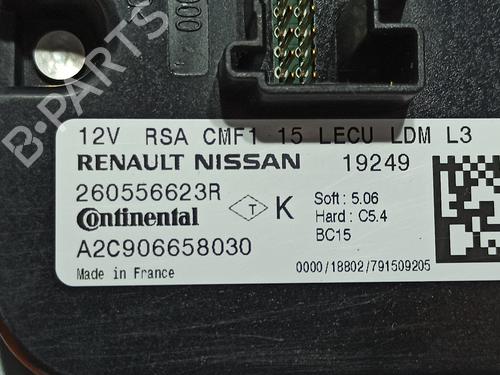 B-PARTS
12V RSA CMF1 15 LECU LDM L3
RENAULT NISSAN 19249
260556623R
Continental T K
Soft : 5.06
Hard : C5.4
BC15
A2C906658030
Made in France
0000/18802/791509205